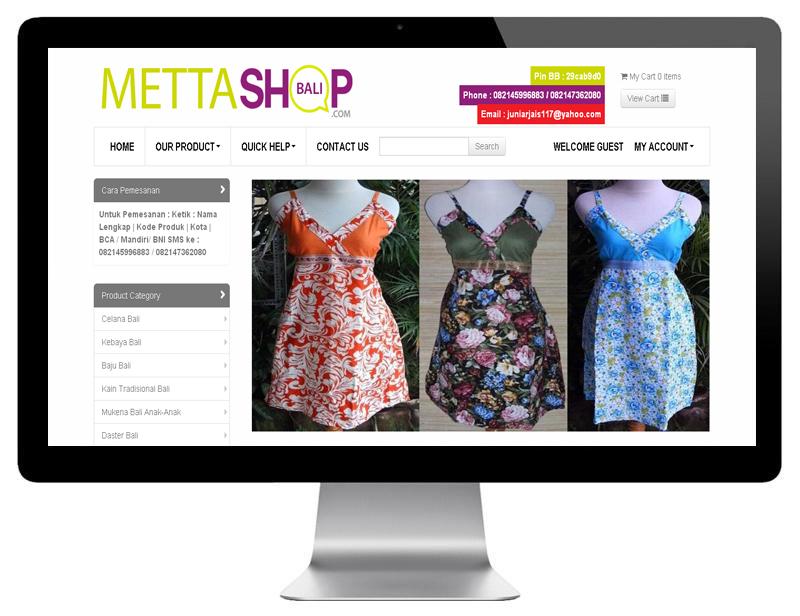 METTASHOP
BALI
.COM
Pin BB : 29cab9d0
Phone : 082145996883 / 082147362080
Email : juniarjais117@yahoo.com
My Cart 0 items
View Cart
HOME
OUR PRODUCT
QUICK HELP
CONTACT US
Search
WELCOME GUEST
MY ACCOUNT
Cara Pemesanan
Untuk Pemesanan : Ketik : Nama
Lengkap | Kode Produk | Kota |
BCA / Mandiri/ BNI SMS ke :
082145996883 / 082147362080
Product Category
Celana Bali
Kebaya Bali
Baju Bali
Kain Tradisional Bali
Mukena Bali Anak-Anak
Daster Bali